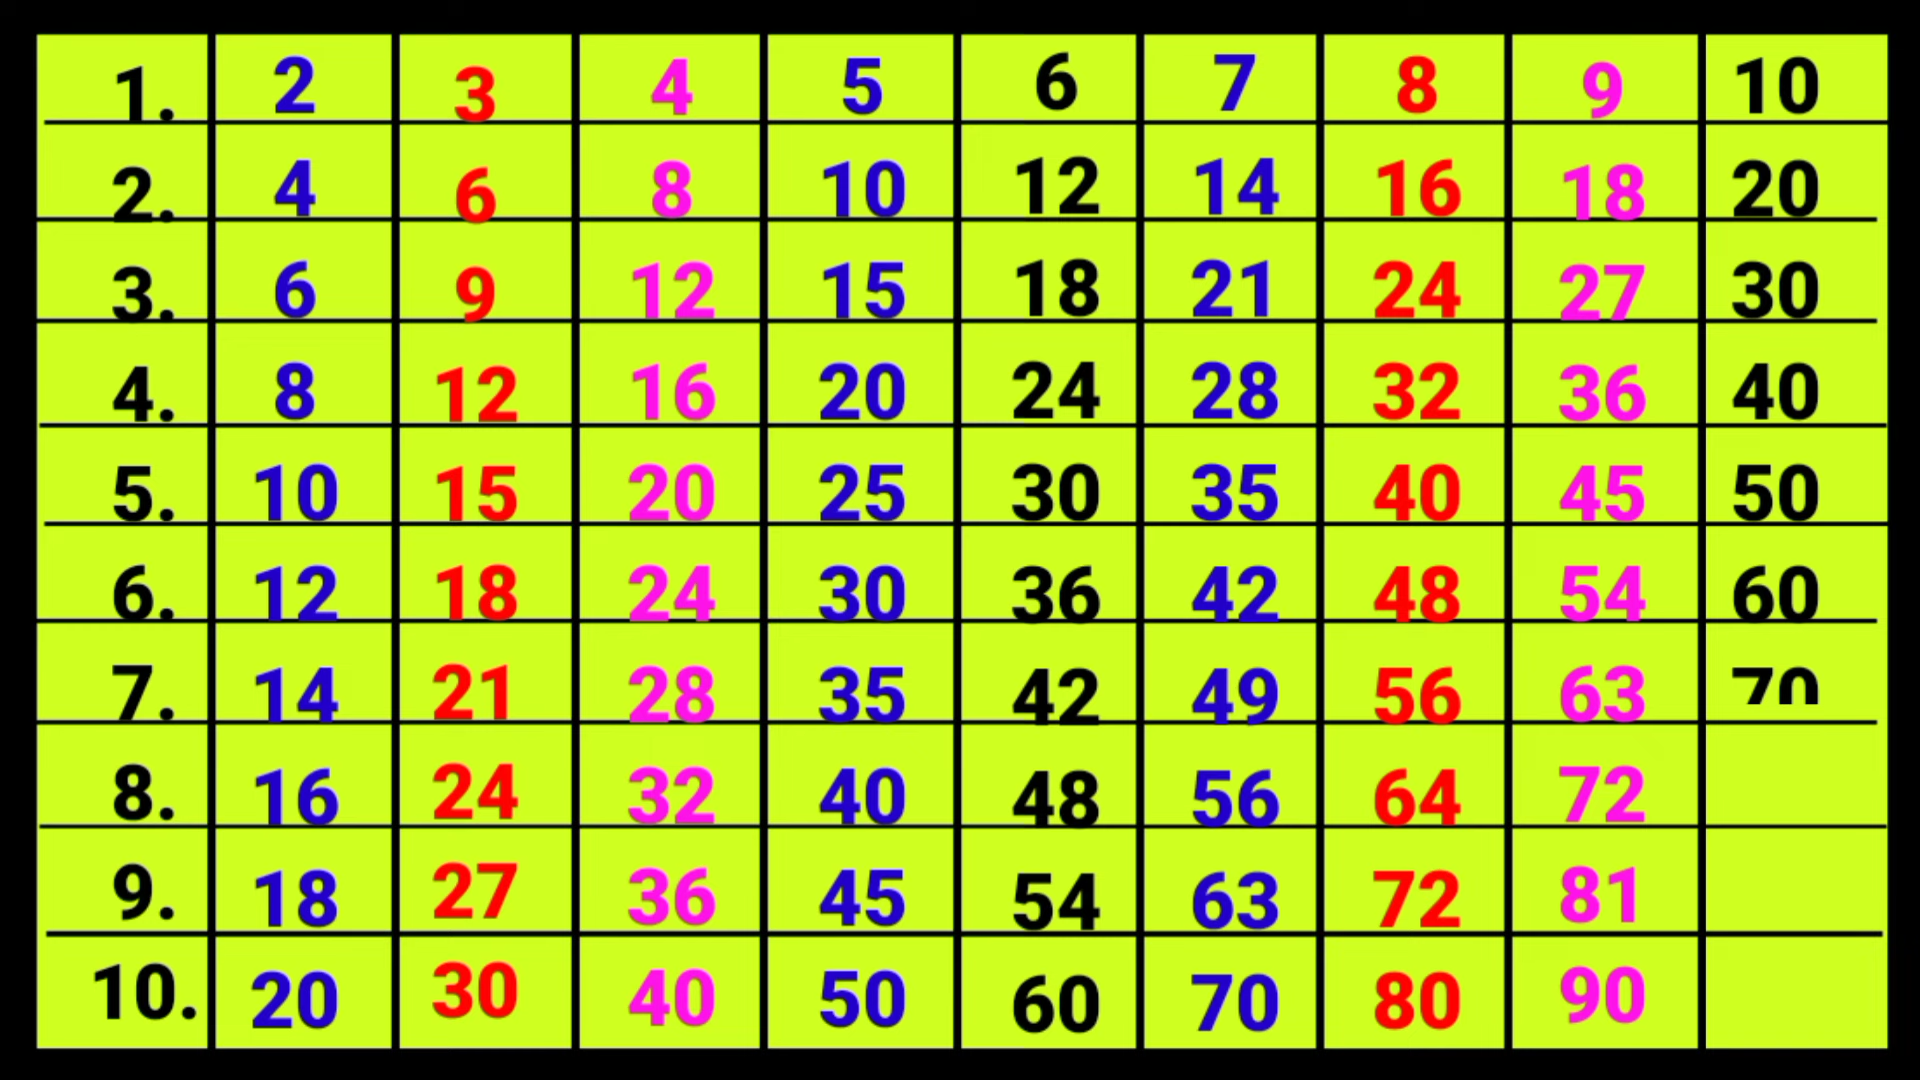 1. 2 3 4 5 6 7 8 9 10
2. 4 6 8 10 12 14 16 18 20
3. 6 9 12 15 18 21 24 27 30
4. 8 12 16 20 24 28 32 36 40
5. 10 15 20 25 30 35 40 45 50
6. 12 18 24 30 36 42 48 54 60
7. 14 21 28 35 42 49 56 63 70
8. 16 24 32 40 48 56 64 72
9. 18 27 36 45 54 63 72 81
10. 20 30 40 50 60 70 80 90